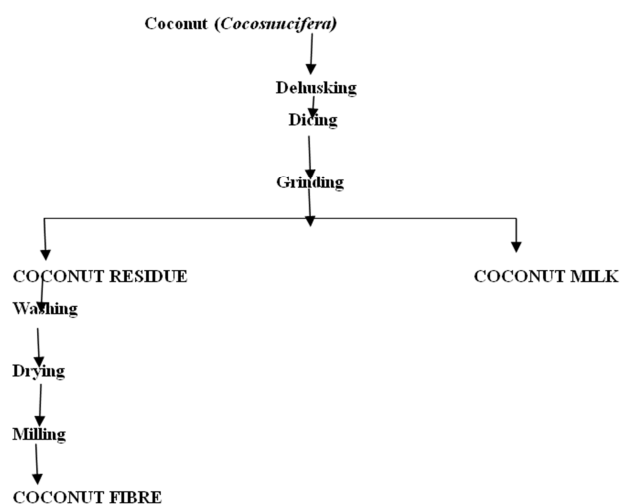 Coconut (Cocosnucifera)
Dehusking
Dicing
Grinding
COCONUT RESIDUE
COCONUT MILK
Washing
Drying
Milling
COCONUT FIBRE